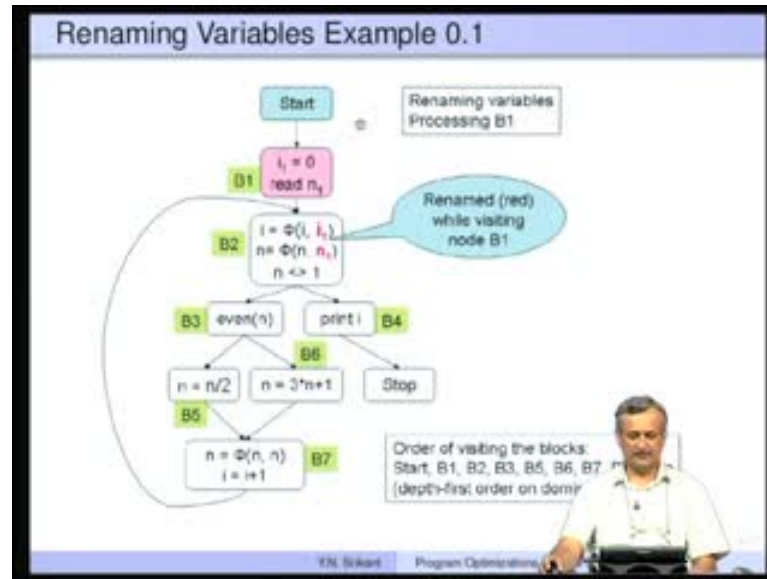 Renaming Variables Example 0.1
Start
Renaming variables
Processing B1
B1
i₁ = 0
read n₁
Renamed (red)
while visiting
node B1
B2
i = Φ(i, i₁)
n= Φ(n, n₁)
n <> 1
B3
even(n)
print i
B4
B6
n = n/2
n = 3*n+1
Stop
B5
n = Φ(n, n)
i = i+1
B7
Order of visiting the blocks:
Start, B1, B2, B3, B5, B6, B7,
(depth-first order on
Y.N. Srikant
Program Optimizations